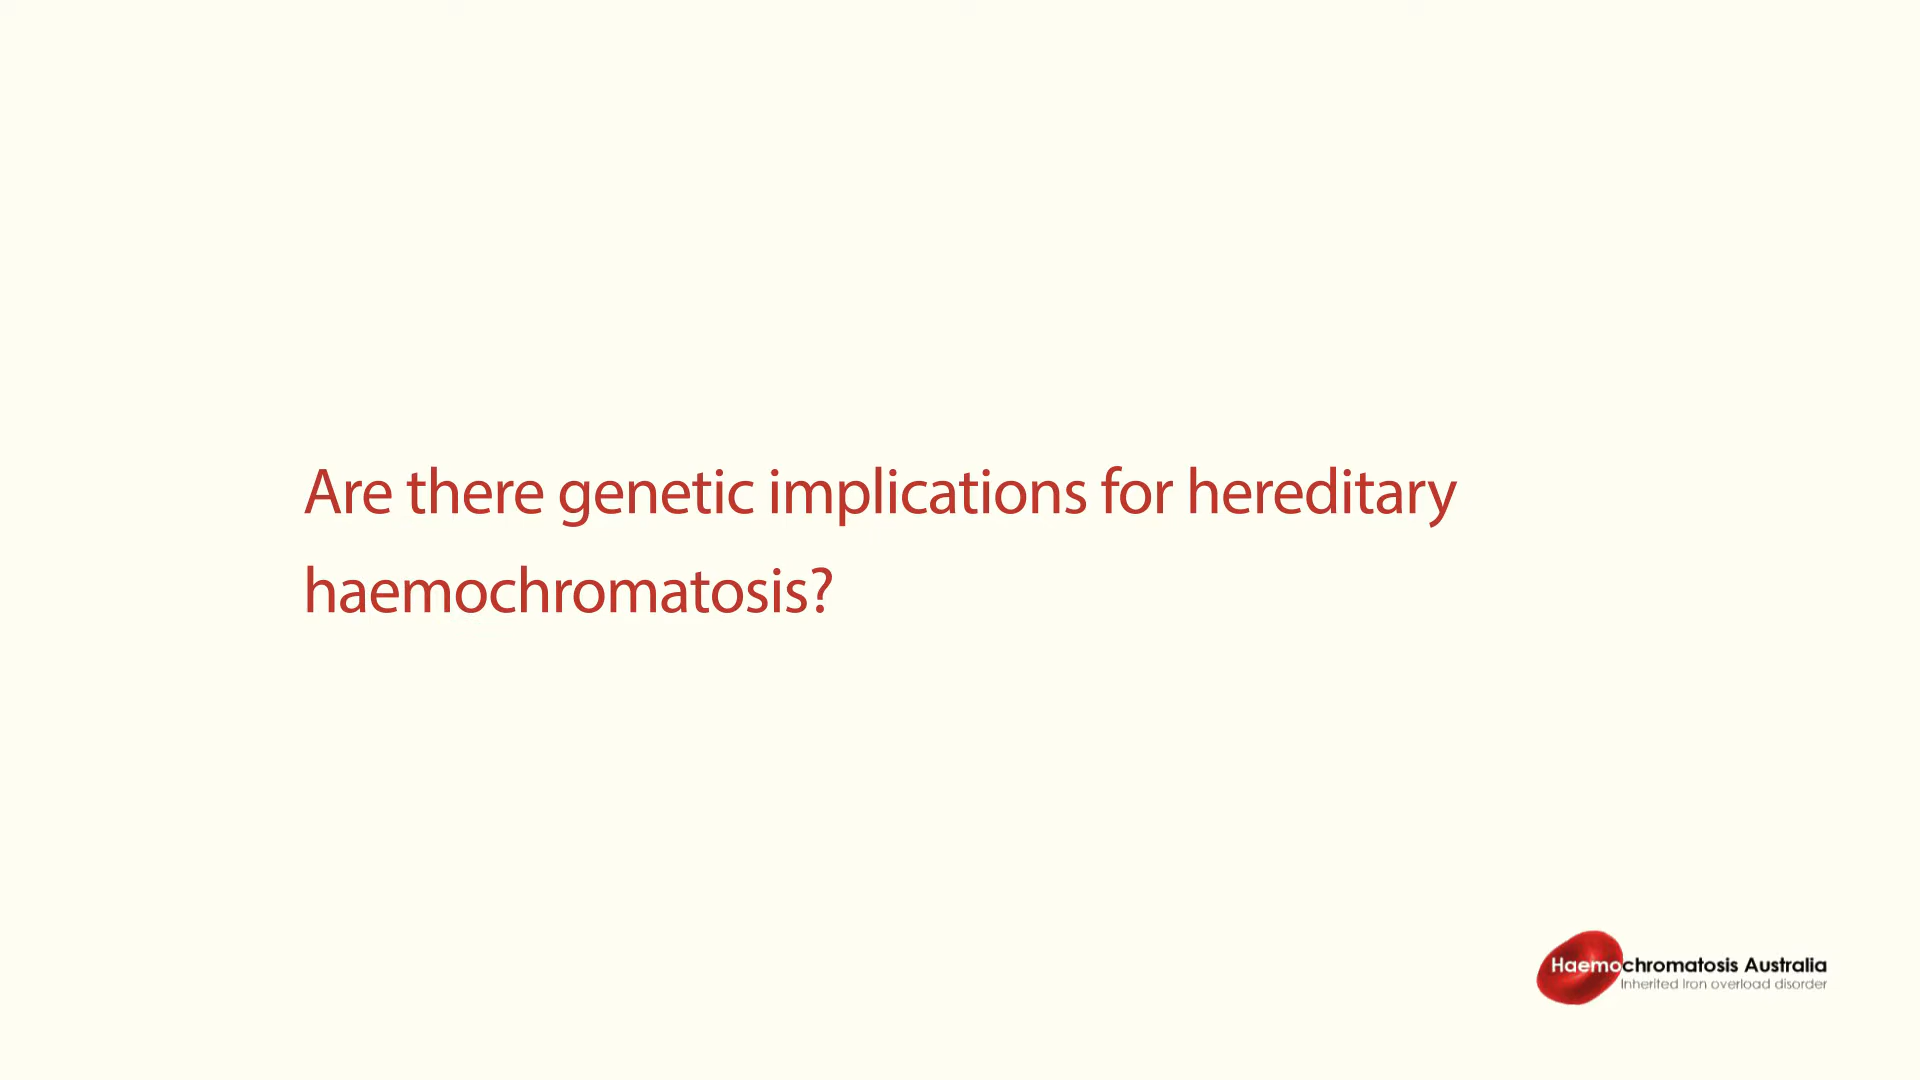 Are there genetic implications for hereditary
haemochromatosis?
Haemochromatosis Australia
Inherited Iron overload disorder